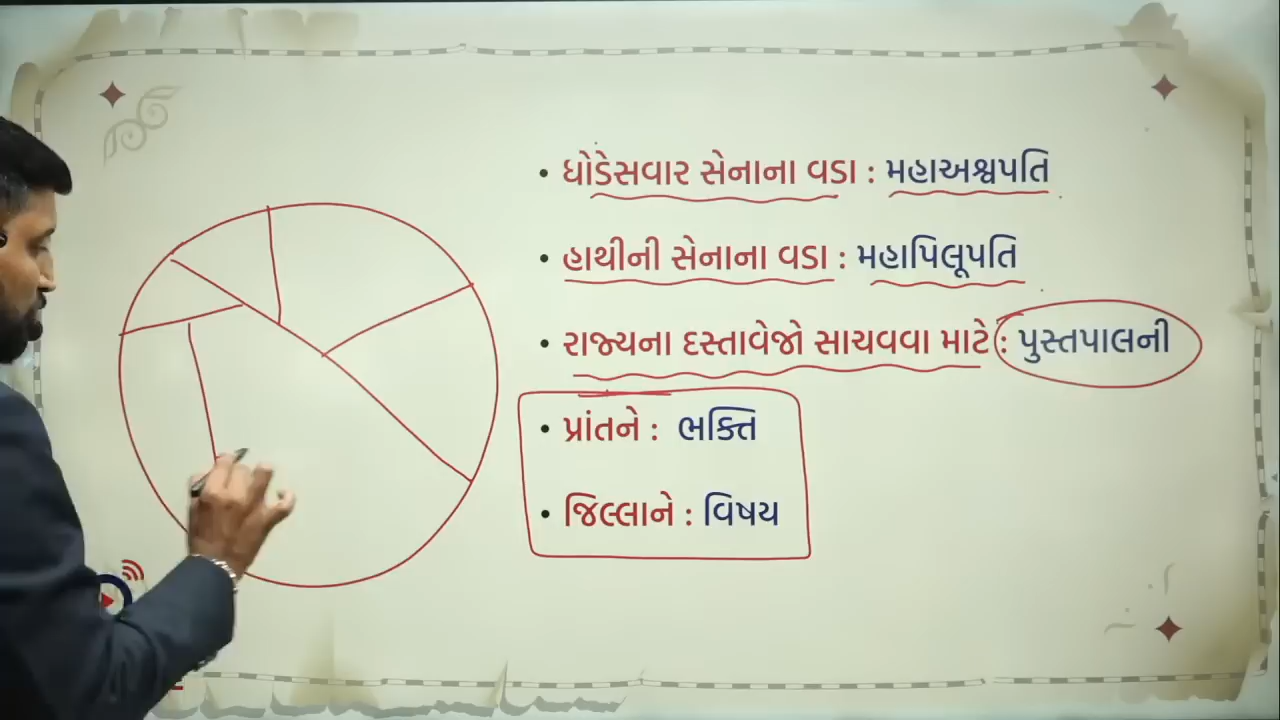 • ઘોડેસવાર સેનાના વડા : મહાઅશ્વપતિ
• હાથીની સેનાના વડા : મહાપિલૂપતિ
• રાજ્યના દસ્તાવેજો સાચવવા માટે : પુસ્તપાલની
• પ્રાંતને : ભક્તિ
• જિલ્લાને : વિષય